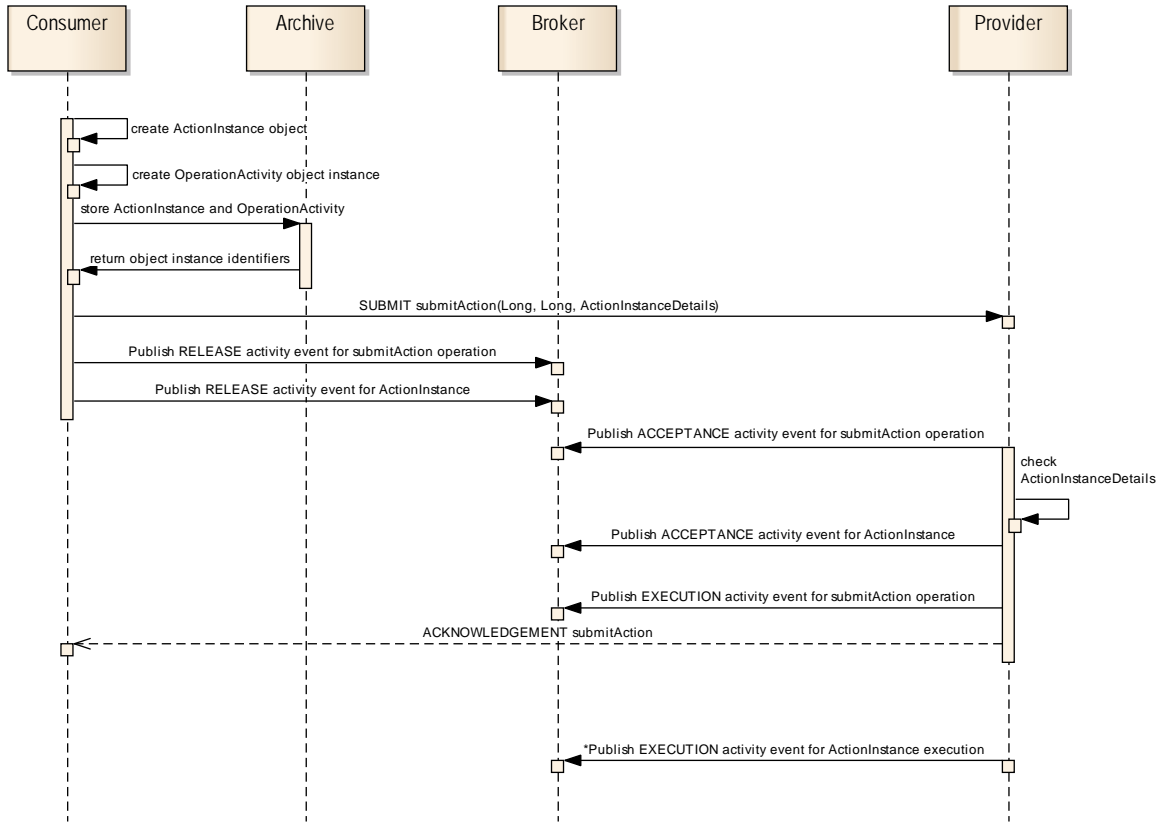 Consumer
Archive
Broker
Provider
create ActionInstance object
create OperationActivity object instance
store ActionInstance and OperationActivity
return object instance identifiers
SUBMIT submitAction(Long, Long, ActionInstanceDetails)
Publish RELEASE activity event for submitAction operation
Publish RELEASE activity event for ActionInstance
Publish ACCEPTANCE activity event for submitAction operation
check
ActionInstanceDetails
Publish ACCEPTANCE activity event for ActionInstance
Publish EXECUTION activity event for submitAction operation
ACKNOWLEDGEMENT submitAction
*Publish EXECUTION activity event for ActionInstance execution